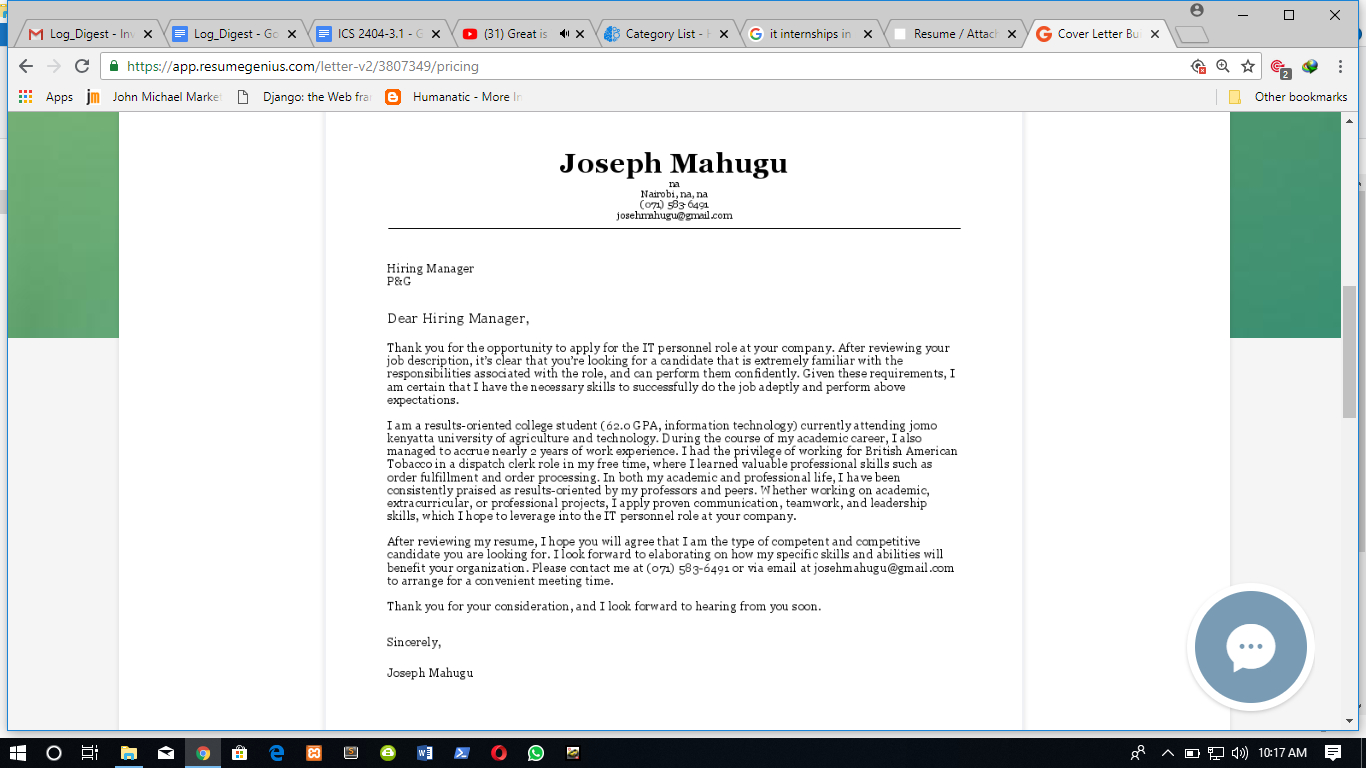 Log_Digest - Inv
Log_Digest - Go
ICS 2404-3.1 - G
(31) Great is
Category List - H
it internships in
Resume / Attach
Cover Letter Bui
https://app.resumegenius.com/letter-v2/3807349/pricing
2
Apps
jm John Michael Market
Django: the Web fra
Humanatic - More In
Other bookmarks
Joseph Mahugu
na
Nairobi, na, na
(071) 583-6491
josehmahugu@gmail.com
Hiring Manager
P&G
Dear Hiring Manager,
Thank you for the opportunity to apply for the IT personnel role at your company. After reviewing your
job description, it's clear that you're looking for a candidate that is extremely familiar with the
responsibilities associated with the role, and can perform them confidently. Given these requirements, I
am certain that I have the necessary skills to successfully do the job adeptly and perform above
expectations.
I am a results-oriented college student (62.0 GPA, information technology) currently attending jomo
kenyatta university of agriculture and technology. During the course of my academic career, I also
managed to accrue nearly 2 years of work experience. I had the privilege of working for British American
Tobacco in a dispatch clerk role in my free time, where I learned valuable professional skills such as
order fulfillment and order processing. In both my academic and professional life, I have been
consistently praised as results-oriented by my professors and peers. Whether working on academic,
extracurricular, or professional projects, I apply proven communication, teamwork, and leadership
skills, which I hope to leverage into the IT personnel role at your company.
After reviewing my resume, I hope you will agree that I am the type of competent and competitive
candidate you are looking for. I look forward to elaborating on how my specific skills and abilities will
benefit your organization. Please contact me at (071) 583-6491 or via email at josehmahugu@gmail.com
to arrange for a convenient meeting time.
Thank you for your consideration, and I look forward to hearing from you soon.
Sincerely,
Joseph Mahugu
10:17 AM